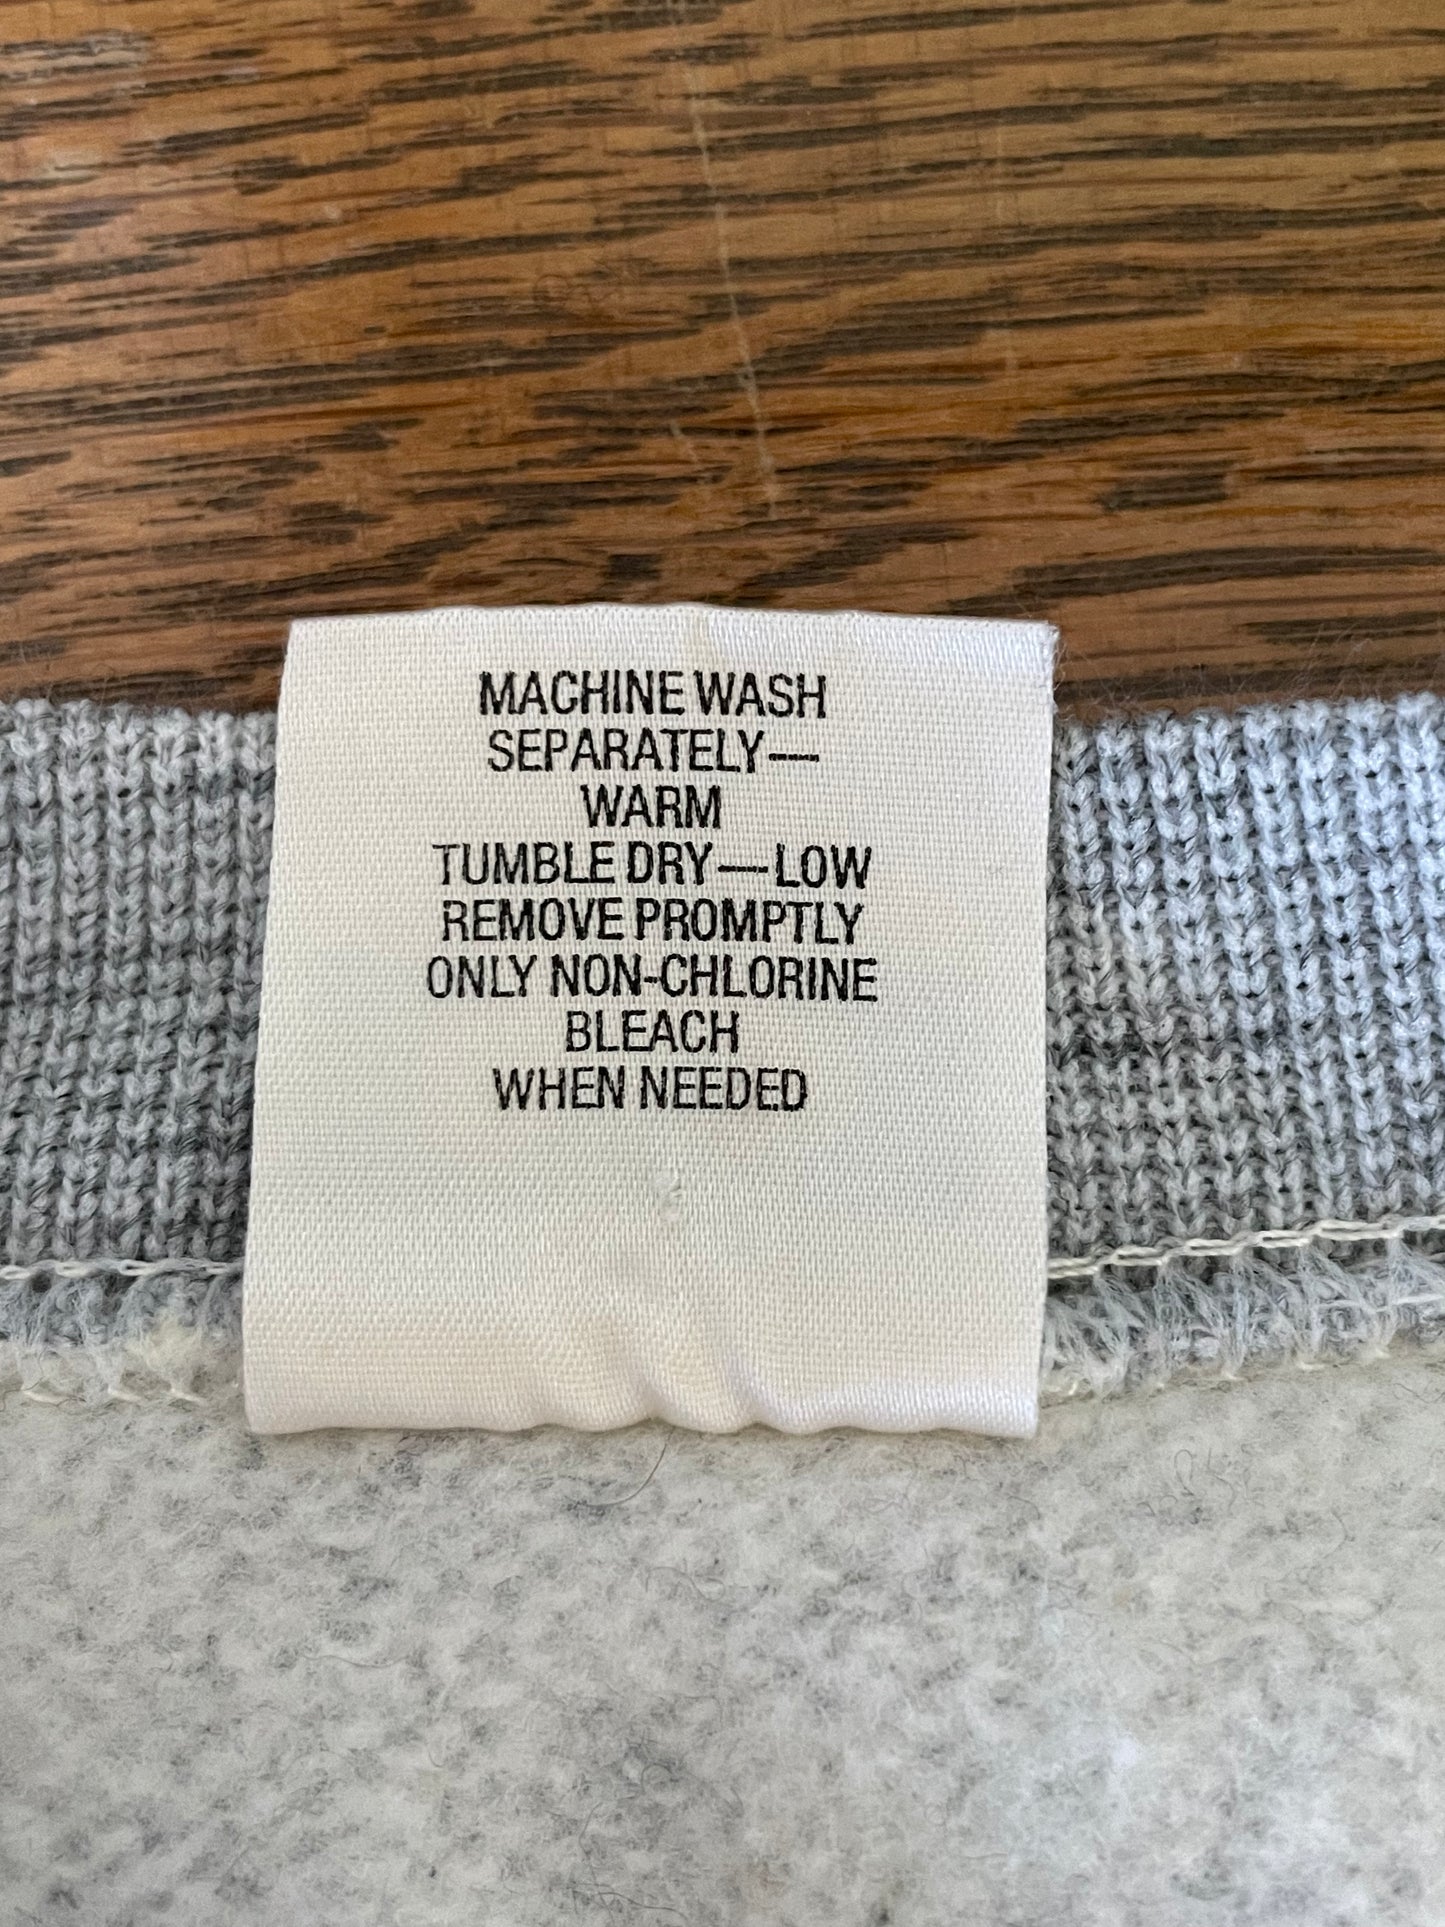 MACHINE WASH
SEPARATELY—
WARM
TUMBLE DRY—LOW
REMOVE PROMPTLY
ONLY NON-CHLORINE
BLEACH
WHEN NEEDED